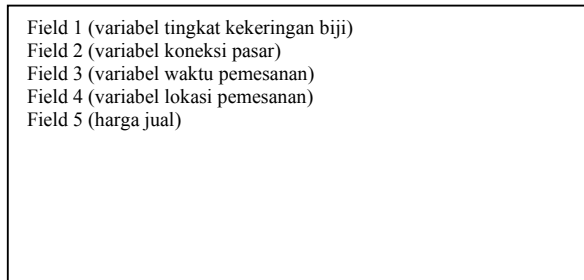 Field 1 (variabel tingkat kekeringan biji)
Field 2 (variabel koneksi pasar)
Field 3 (variabel waktu pemesanan)
Field 4 (variabel lokasi pemesanan)
Field 5 (harga jual)